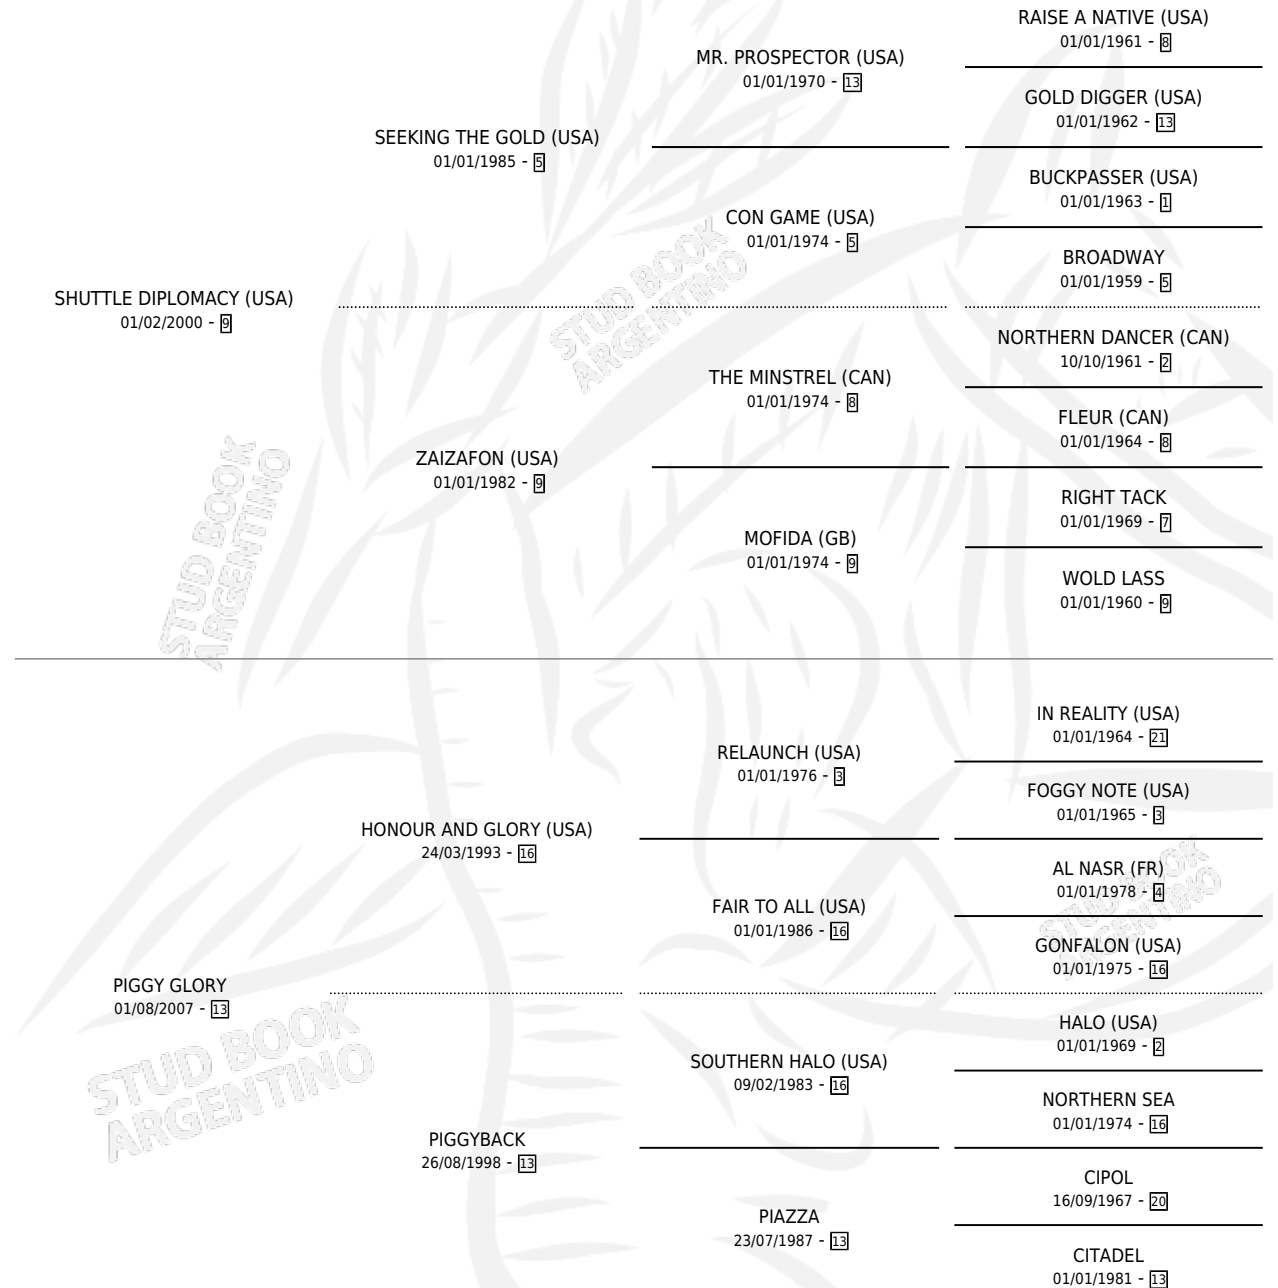 RAISE A NATIVE (USA)
01/01/1961 - 8
MR. PROSPECTOR (USA)
01/01/1970 - 13
GOLD DIGGER (USA)
01/01/1962 - 13
SEEKING THE GOLD (USA)
01/01/1985 - 5
BUCKPASSER (USA)
01/01/1963 - 1
CON GAME (USA)
01/01/1974 - 5
BROADWAY
01/01/1959 - 5
SHUTTLE DIPLOMACY (USA)
01/02/2000 - 9
NORTHERN DANCER (CAN)
10/10/1961 - 2
THE MINSTREL (CAN)
01/01/1974 - 8
FLEUR (CAN)
01/01/1964 - 8
ZAIZAFON (USA)
01/01/1982 - 9
RIGHT TACK
01/01/1969 - 7
MOFIDA (GB)
01/01/1974 - 9
WOLD LASS
01/01/1960 - 9
STUD BOOK
ARGENTINO
STUD BOOK
ARGENTINO
IN REALITY (USA)
01/01/1964 - 21
RELAUNCH (USA)
01/01/1976 - 3
FOGGY NOTE (USA)
01/01/1965 - 3
HONOUR AND GLORY (USA)
24/03/1993 - 16
AL NASR (FR)
01/01/1978 - 4
FAIR TO ALL (USA)
01/01/1986 - 16
GONFALON (USA)
01/01/1975 - 16
PIGGY GLORY
01/08/2007 - 13
HALO (USA)
01/01/1969 - 2
SOUTHERN HALO (USA)
09/02/1983 - 16
NORTHERN SEA
01/01/1974 - 16
PIGGYBACK
26/08/1998 - 13
CIPOL
16/09/1967 - 20
PIAZZA
23/07/1987 - 13
CITADEL
01/01/1981 - 13
STUD BOOK
ARGENTINO
STUD BOOK
ARGENTINO